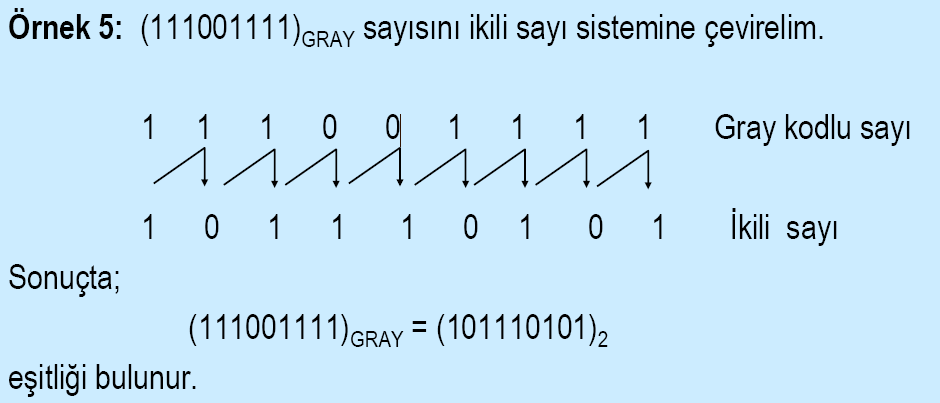 Örnek 5: (111001111)GRAY sayısını ikili sayı sistemine çevirelim.
1 1 1 0 0 1 1 1 1 Gray kodlu sayı
1 0 1 1 1 0 1 0 1 İkili sayı
Sonuçta;
(111001111)GRAY = (101110101)2
eşitliği bulunur.